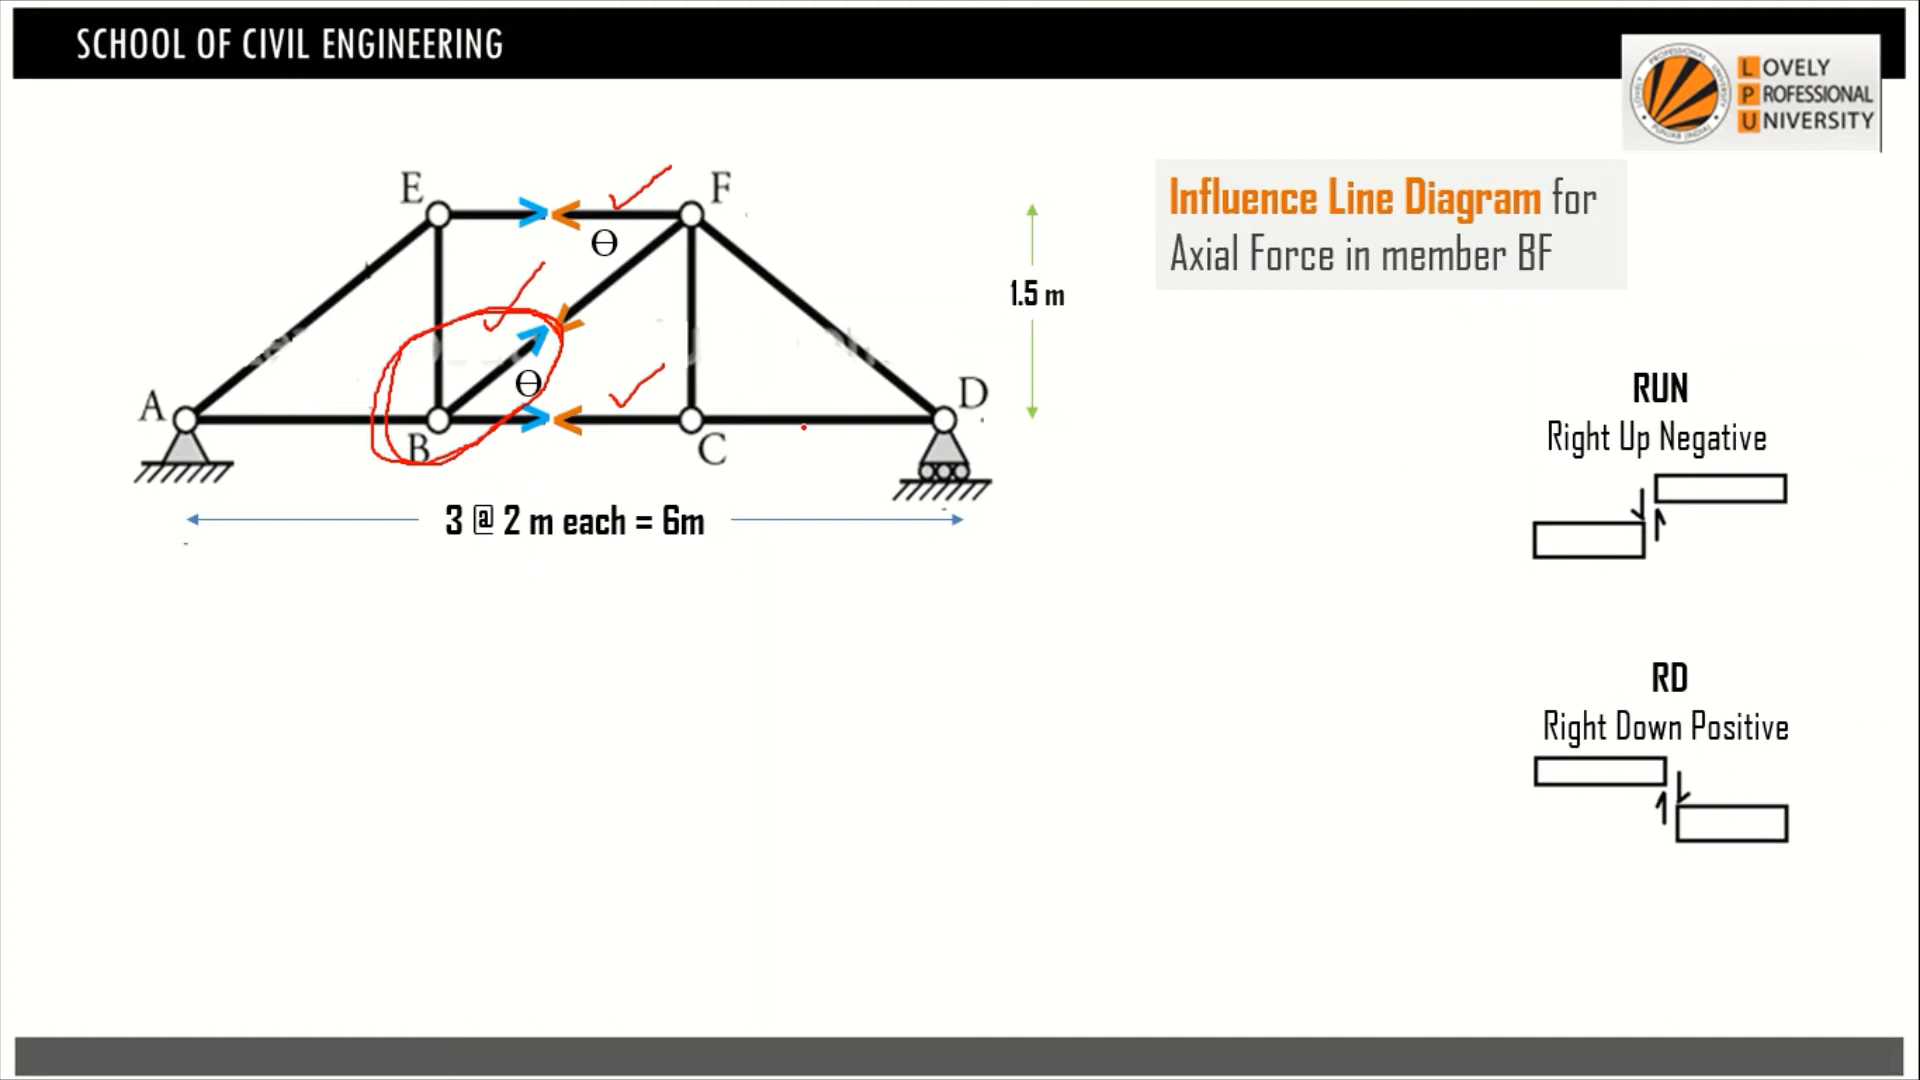 SCHOOL OF CIVIL ENGINEERING
LOVELY
PROFESSIONAL
UNIVERSITY
Influence Line Diagram for
Axial Force in member BF
E
F
Ɵ
1.5 m
Ɵ
A
B
C
D
3 @ 2 m each = 6m
RUN
Right Up Negative
RD
Right Down Positive